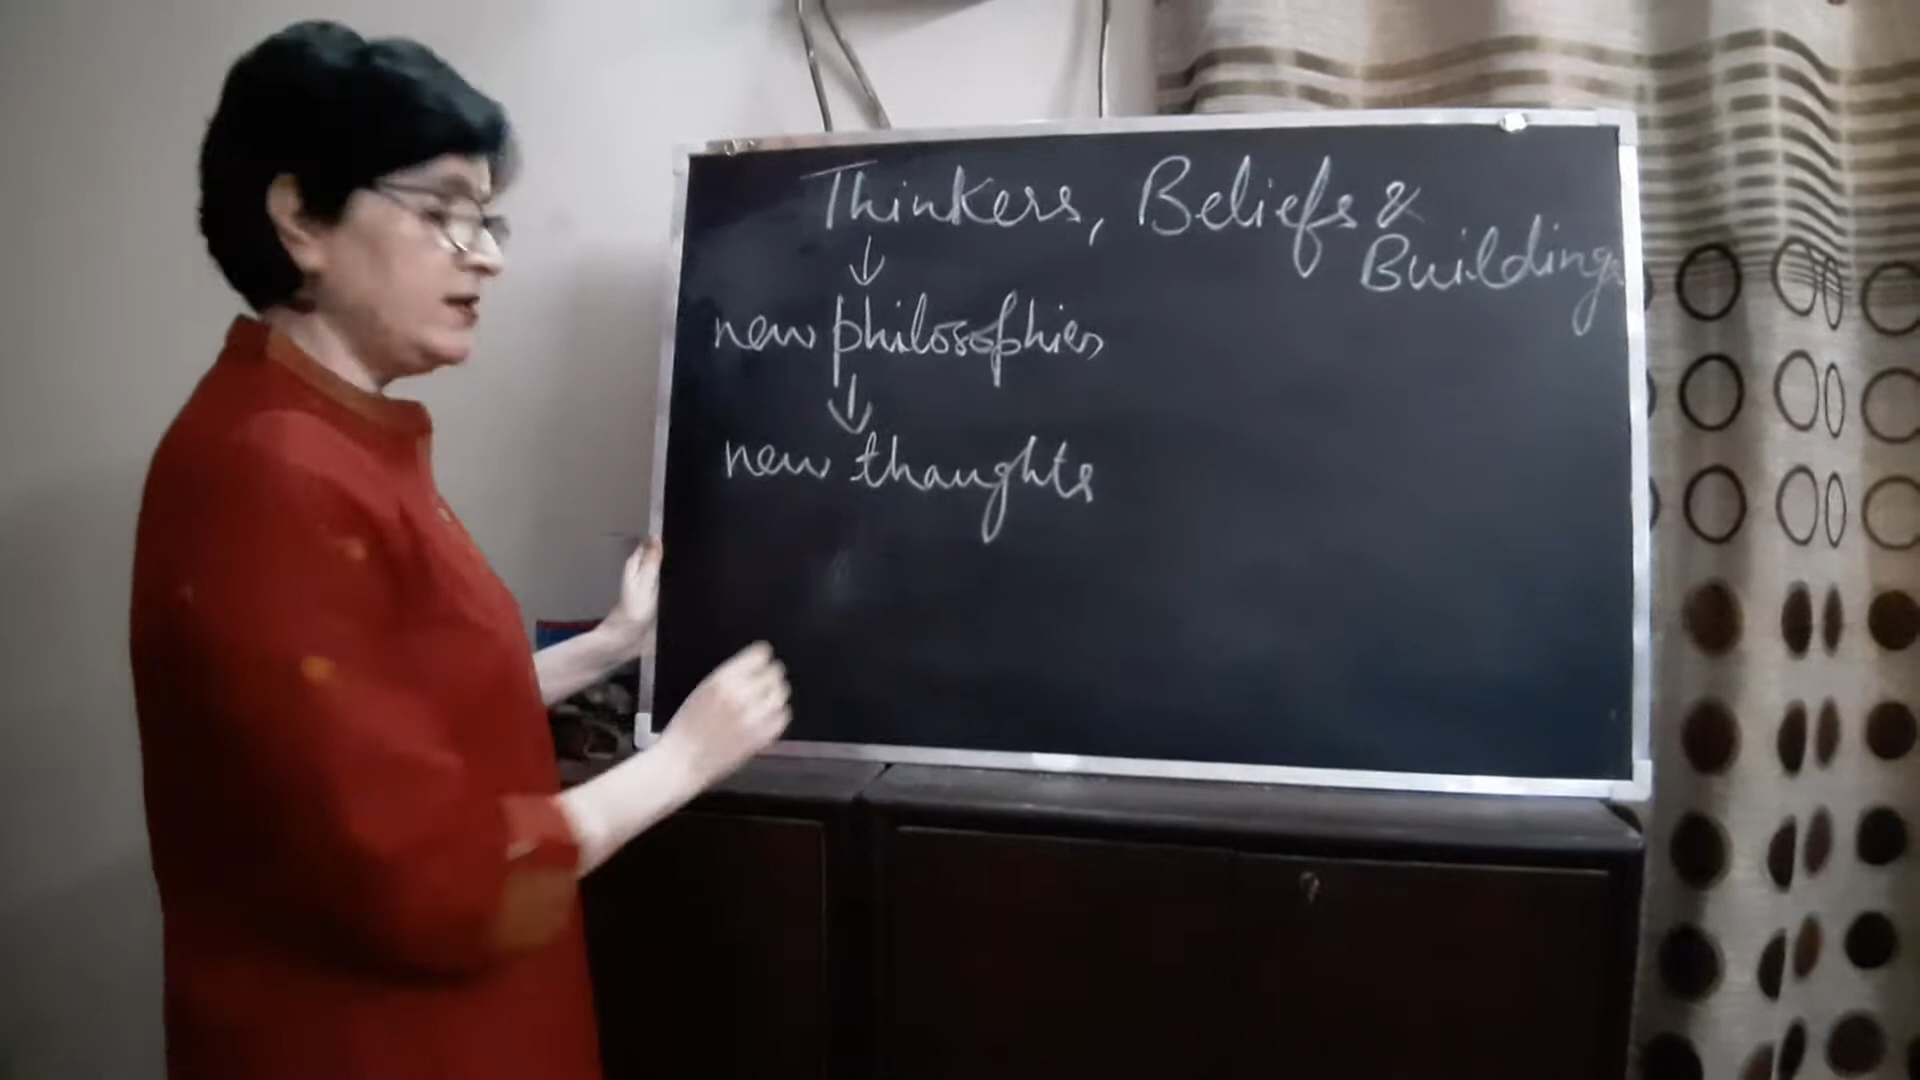 Thinkers, Beliefs &
Buildings
↓
new philosophies
↓
new thoughts